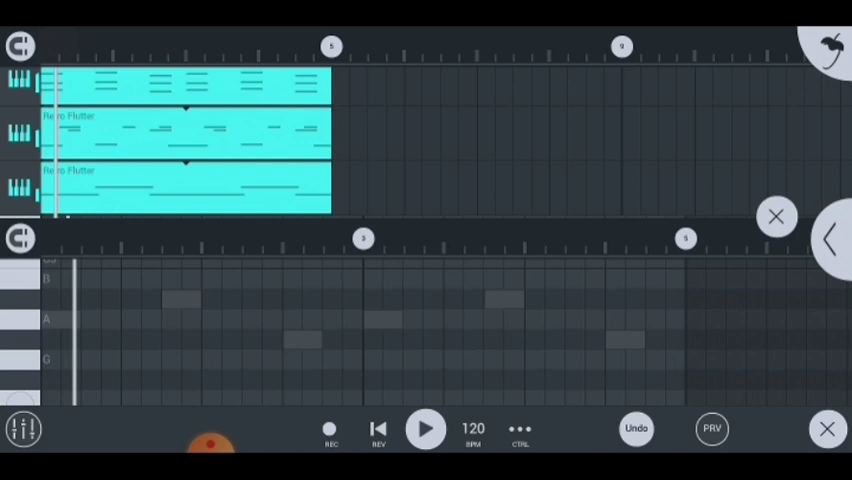 5
9
Retro Flutter
Retro Flutter
3
5
B
A
G
120
Undo
PRV
REC
REV
BPM
CTRL